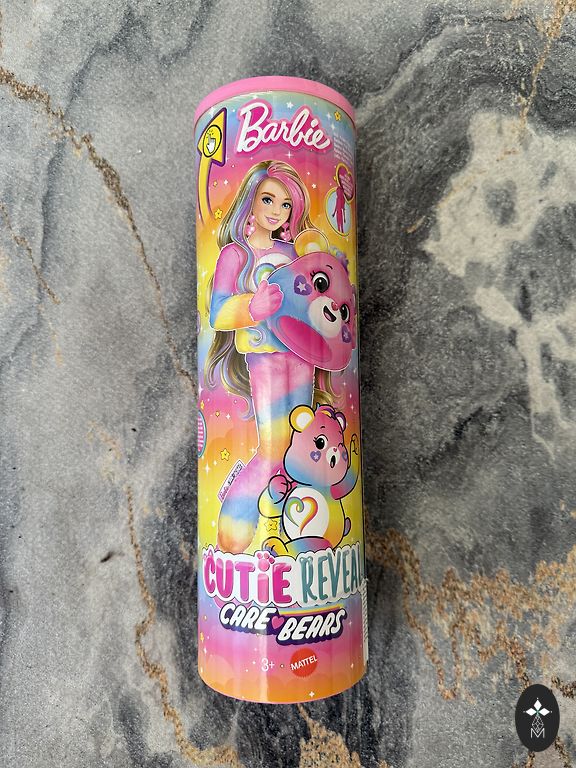 Barbie
CUTIE REVEAL
CARE BEARS
3+
MATTEL
M